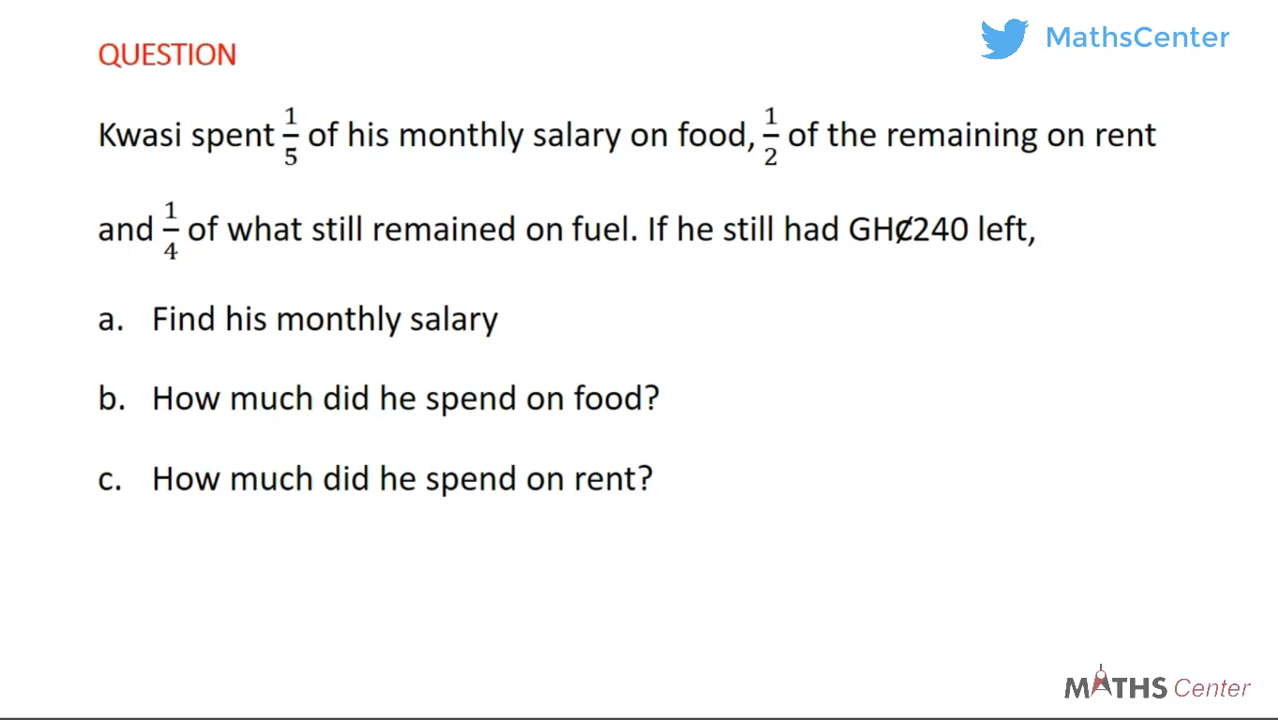 MathsCenter
QUESTION
Kwasi spent 1/5 of his monthly salary on food, 1/2 of the remaining on rent
and 1/4 of what still remained on fuel. If he still had GH₵240 left,
a. Find his monthly salary
b. How much did he spend on food?
c. How much did he spend on rent?
MATHS Center